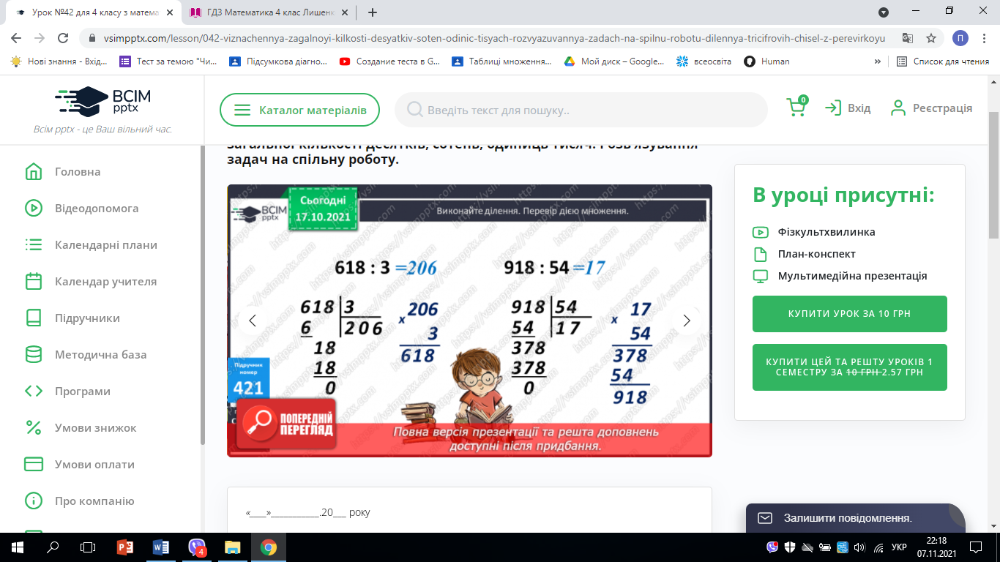 Урок №42 для 4 класу з матема
ГДЗ Математика 4 клас Лишенк
vsimpptx.com/lesson/042-viznachennya-zagalnoyi-kilkosti-desyatkiv-soten-odinic-tisyach-rozvyazuvannya-zadach-na-spilnu-robotu-dilennya-tricifrovih-chisel-z-perevirkoyu
П
Нові знання - Вхід...
Тест за темою "Чи...
Підсумкова діагно...
Создание теста в G...
Таблиці множення...
Мой диск – Google...
всеосвіта
Human
»
Список для чтения
ВСІМ
pptx
Всім pptx - це Ваш вільний час.
Каталог матеріалів
Введіть текст для пошуку..
0
Вхід
Реєстрація
Головна
Відеодопомога
Календарні плани
Календар учителя
Підручники
Методична база
Програми
Умови знижок
Умови оплати
Про компанію
загальної кількості десятків, сотень, одиниць тисяч. Розв'язування
задач на спільну роботу.
ВСІМ
pptx
Сьогодні
17.10.2021
Виконайте ділення. Перевір дією множення.
618 : 3 =206
918 : 54 =17
618 3
6 206
18
18
0
206
x 3
618
918 54
54 17
378
378
0
17
x 54
378
54
918
Підручник
номер
421
ПОПЕРЕДНІЙ
ПЕРЕГЛЯД
Повна версія презентації та решта доповнень
доступні після придбання.
https://vsimpptx.com
В уроці присутні:
Фізкультхвилинка
План-конспект
Мультимедійна презентація
КУПИТИ УРОК ЗА 10 ГРН
КУПИТИ ЦЕЙ ТА РЕШТУ УРОКІВ 1
СЕМЕСТРУ ЗА 10 ГРН 2.57 ГРН
«___»__________.20___ року
Залишити повідомлення.
4
УКР
22:18
07.11.2021